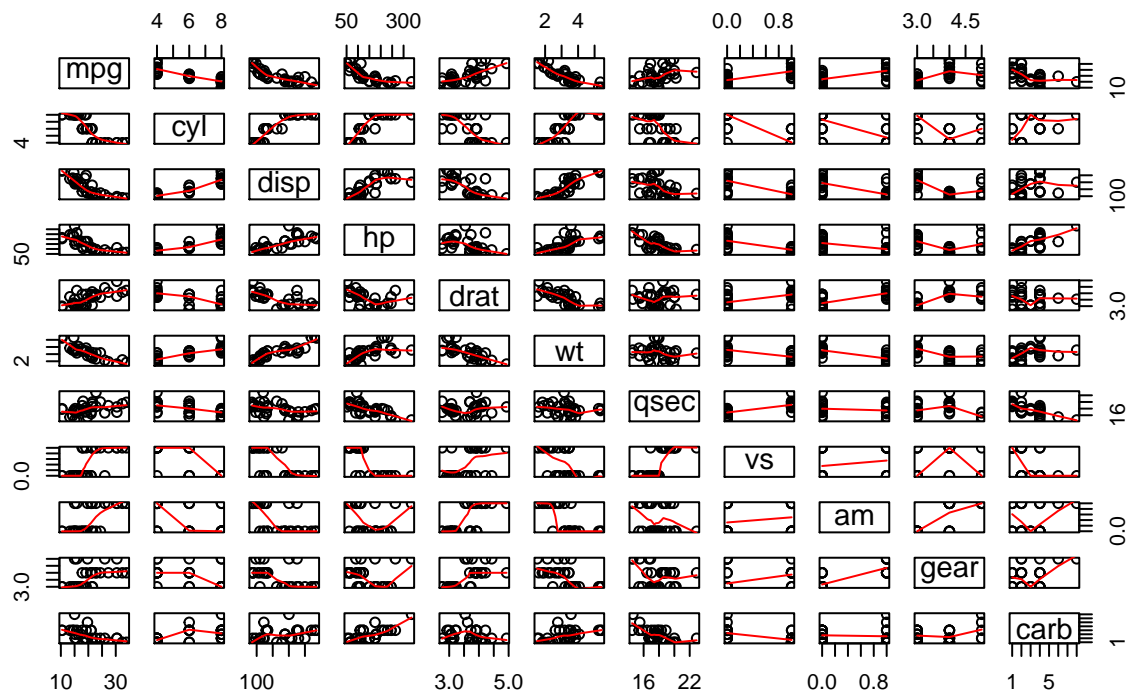 4 6 8 50 300 2 4 0.0 0.6 3.0 4.5
mpg 10
4 cyl
disp 100
50 hp
drat 3.0
2 wt
qsec 16
0.0 vs
am 0.0
3.0 gear
carb 1
10 30 100 3.0 5.0 16 22 0.0 0.8 1 5